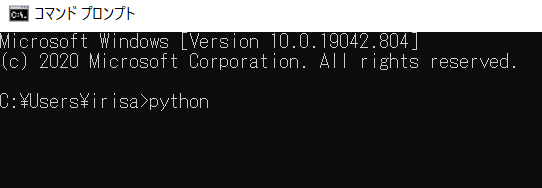 コマンド プロンプト
Microsoft Windows [Version 10.0.19042.804]
(c) 2020 Microsoft Corporation. All rights reserved.
C:¥Users¥irisa>python